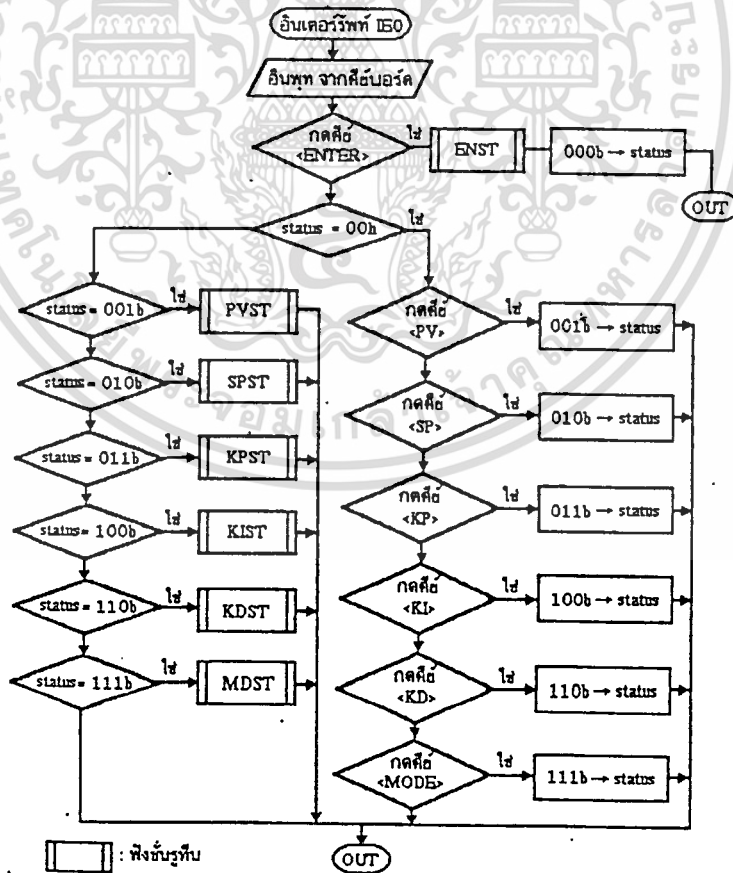 อินเตอร์รัพท์ IE0
อินพุท จากคีย์บอร์ด
กดคีย์
<ENTER>
ใช่
ENST
000b → status
OUT
status = 00h
ใช่
status = 001b
ใช่
PVST
กดคีย์
<PV>
ใช่
001b → status
status = 010b
ใช่
SPST
กดคีย์
<SP>
ใช่
010b → status
status = 011b
ใช่
KPST
กดคีย์
<KP>
ใช่
011b → status
status = 100b
ใช่
KIST
กดคีย์
<KI>
ใช่
100b → status
status = 110b
ใช่
KDST
กดคีย์
<KD>
ใช่
110b → status
status = 111b
ใช่
MDST
กดคีย์
<MODE>
ใช่
111b → status
: ฟังชั่นรูทีน
OUT